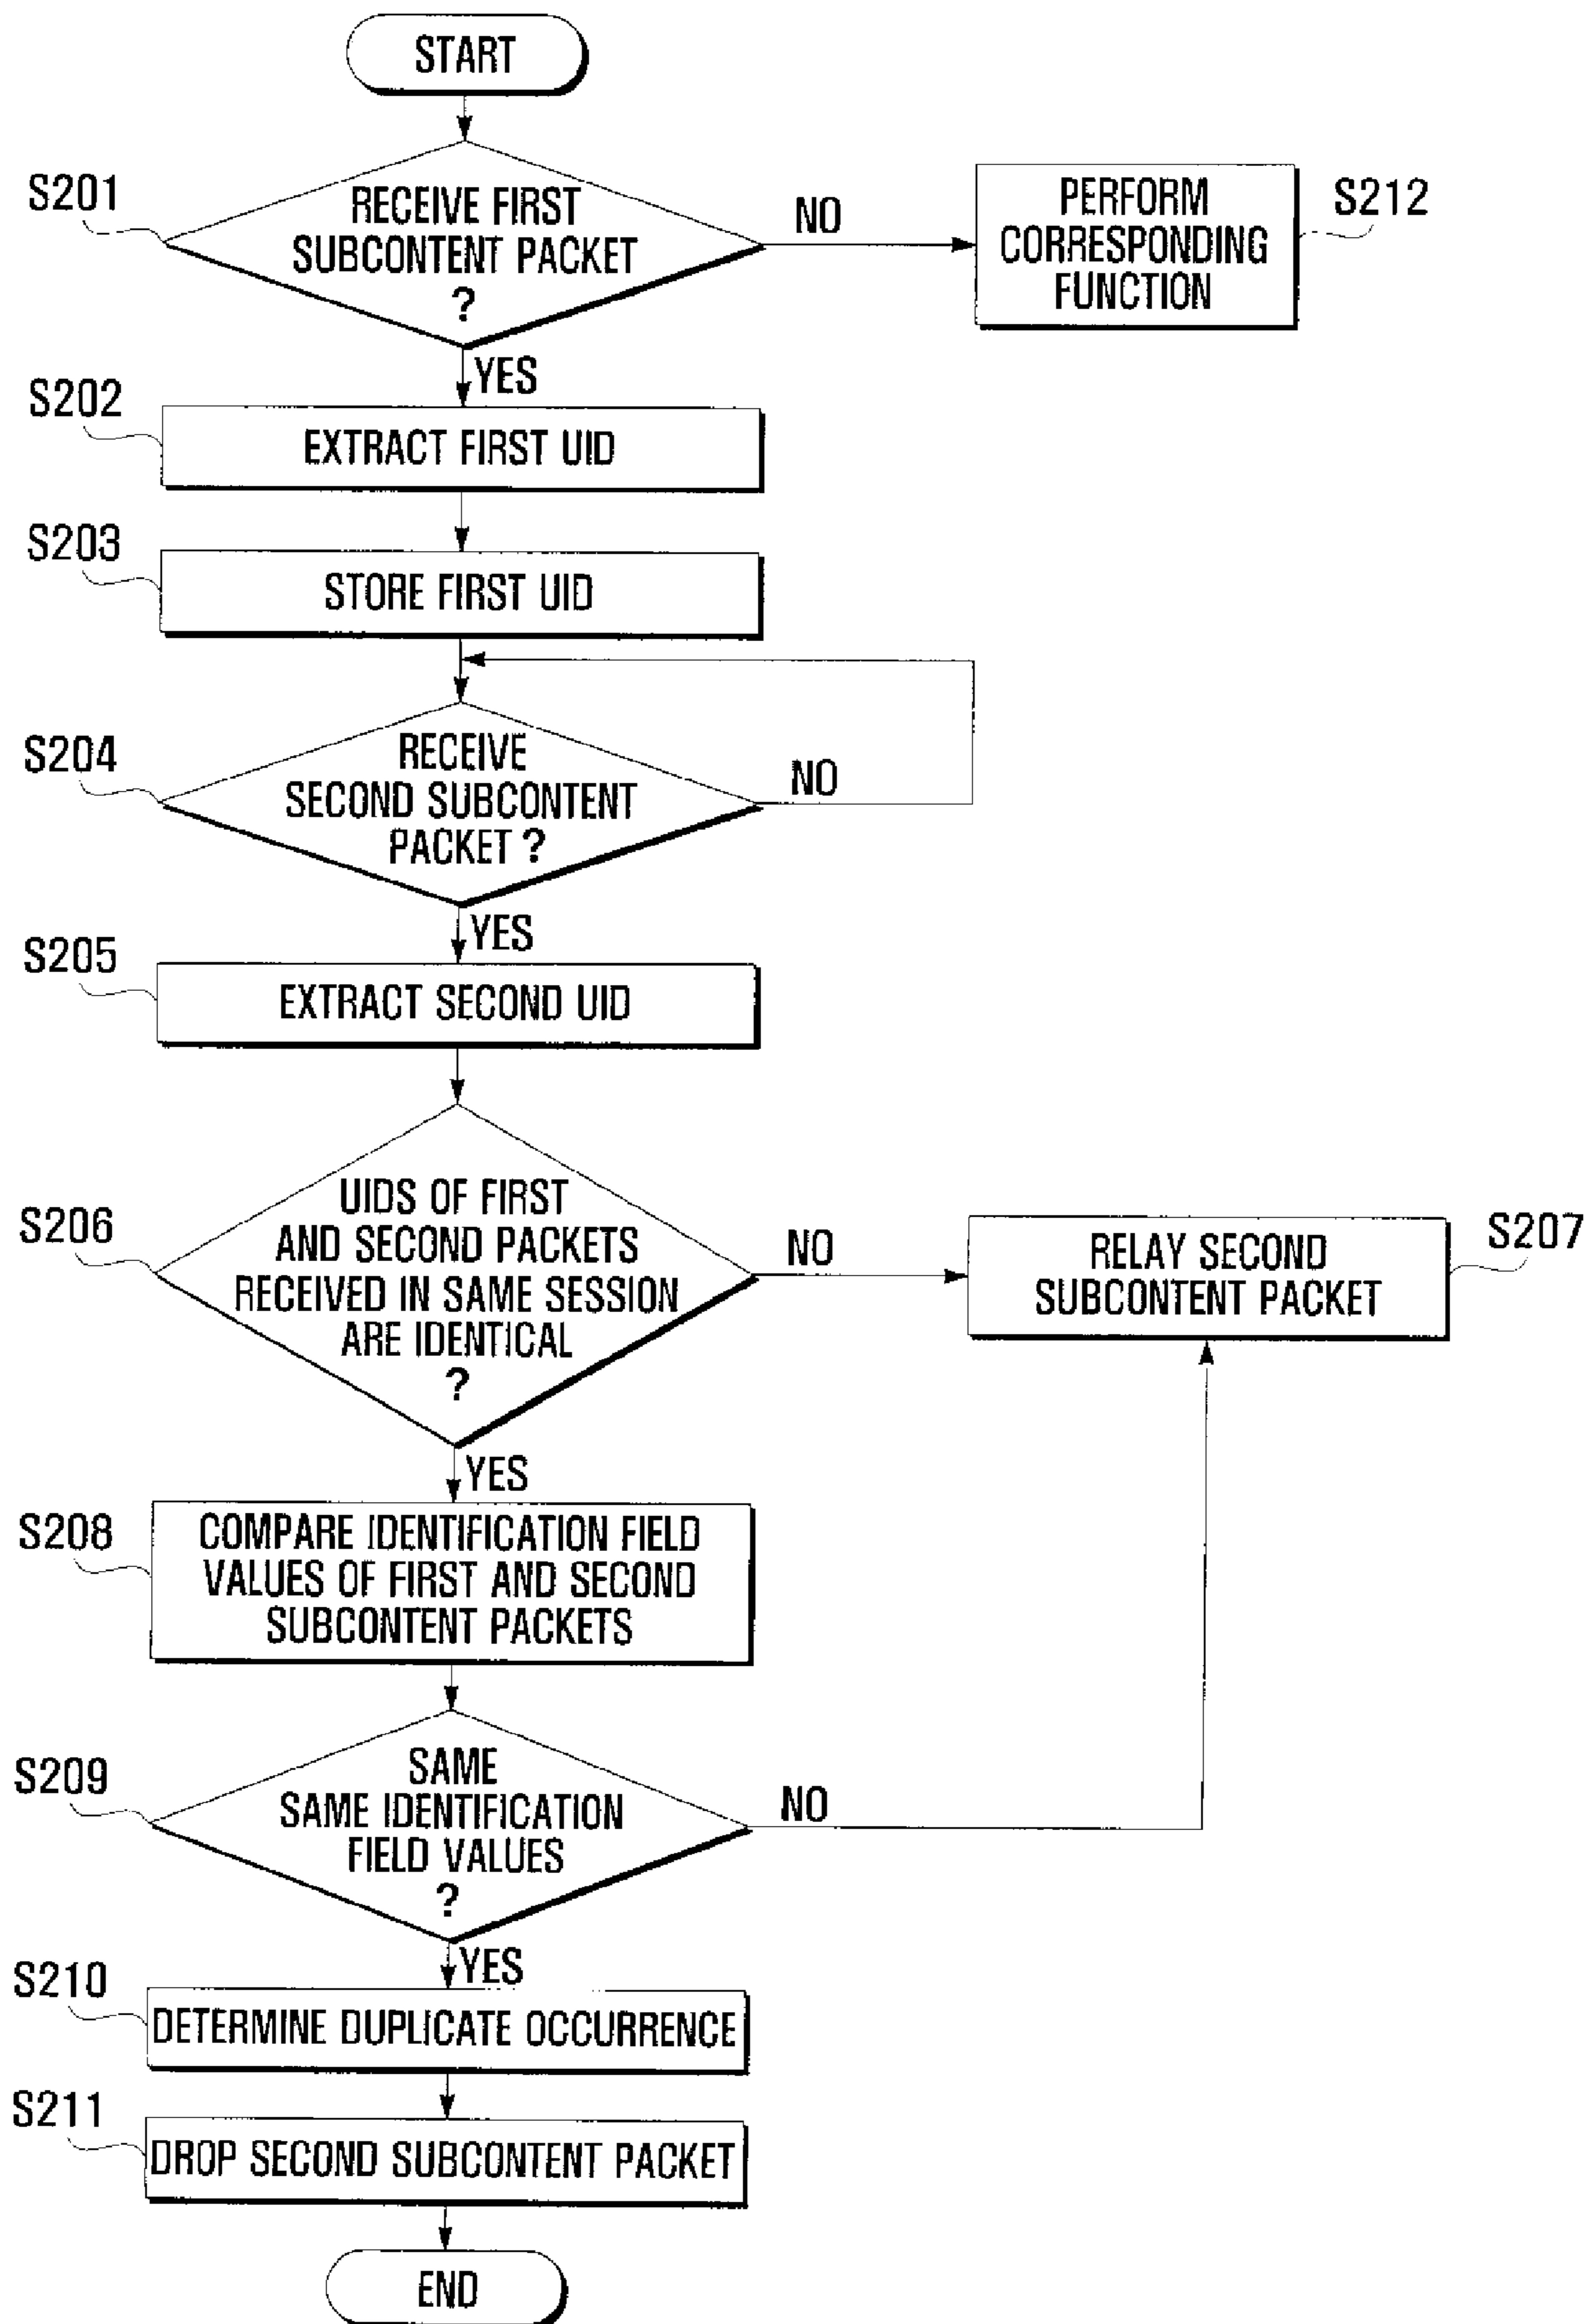 START
S201
RECEIVE FIRST
SUBCONTENT PACKET
?
NO
PERFORM
CORRESPONDING
FUNCTION
S212
YES
S202
EXTRACT FIRST UID
S203
STORE FIRST UID
S204
RECEIVE
SECOND SUBCONTENT
PACKET ?
NO
YES
S205
EXTRACT SECOND UID
S206
UIDS OF FIRST
AND SECOND PACKETS
RECEIVED IN SAME SESSION
ARE IDENTICAL
?
NO
RELAY SECOND
SUBCONTENT PACKET
S207
YES
S208
COMPARE IDENTIFICATION FIELD
VALUES OF FIRST AND SECOND
SUBCONTENT PACKETS
S209
SAME
SAME IDENTIFICATION
FIELD VALUES
?
NO
YES
S210
DETERMINE DUPLICATE OCCURRENCE
S211
DROP SECOND SUBCONTENT PACKET
END